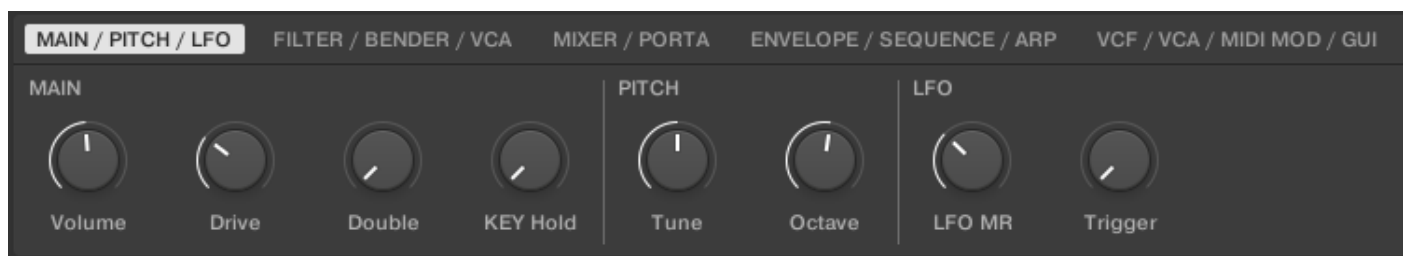 MAIN / PITCH / LFO FILTER / BENDER / VCA MIXER / PORTA ENVELOPE / SEQUENCE / ARP VCF / VCA / MIDI MOD / GUI
MAIN PITCH LFO
Volume Drive Double KEY Hold Tune Octave LFO MR Trigger